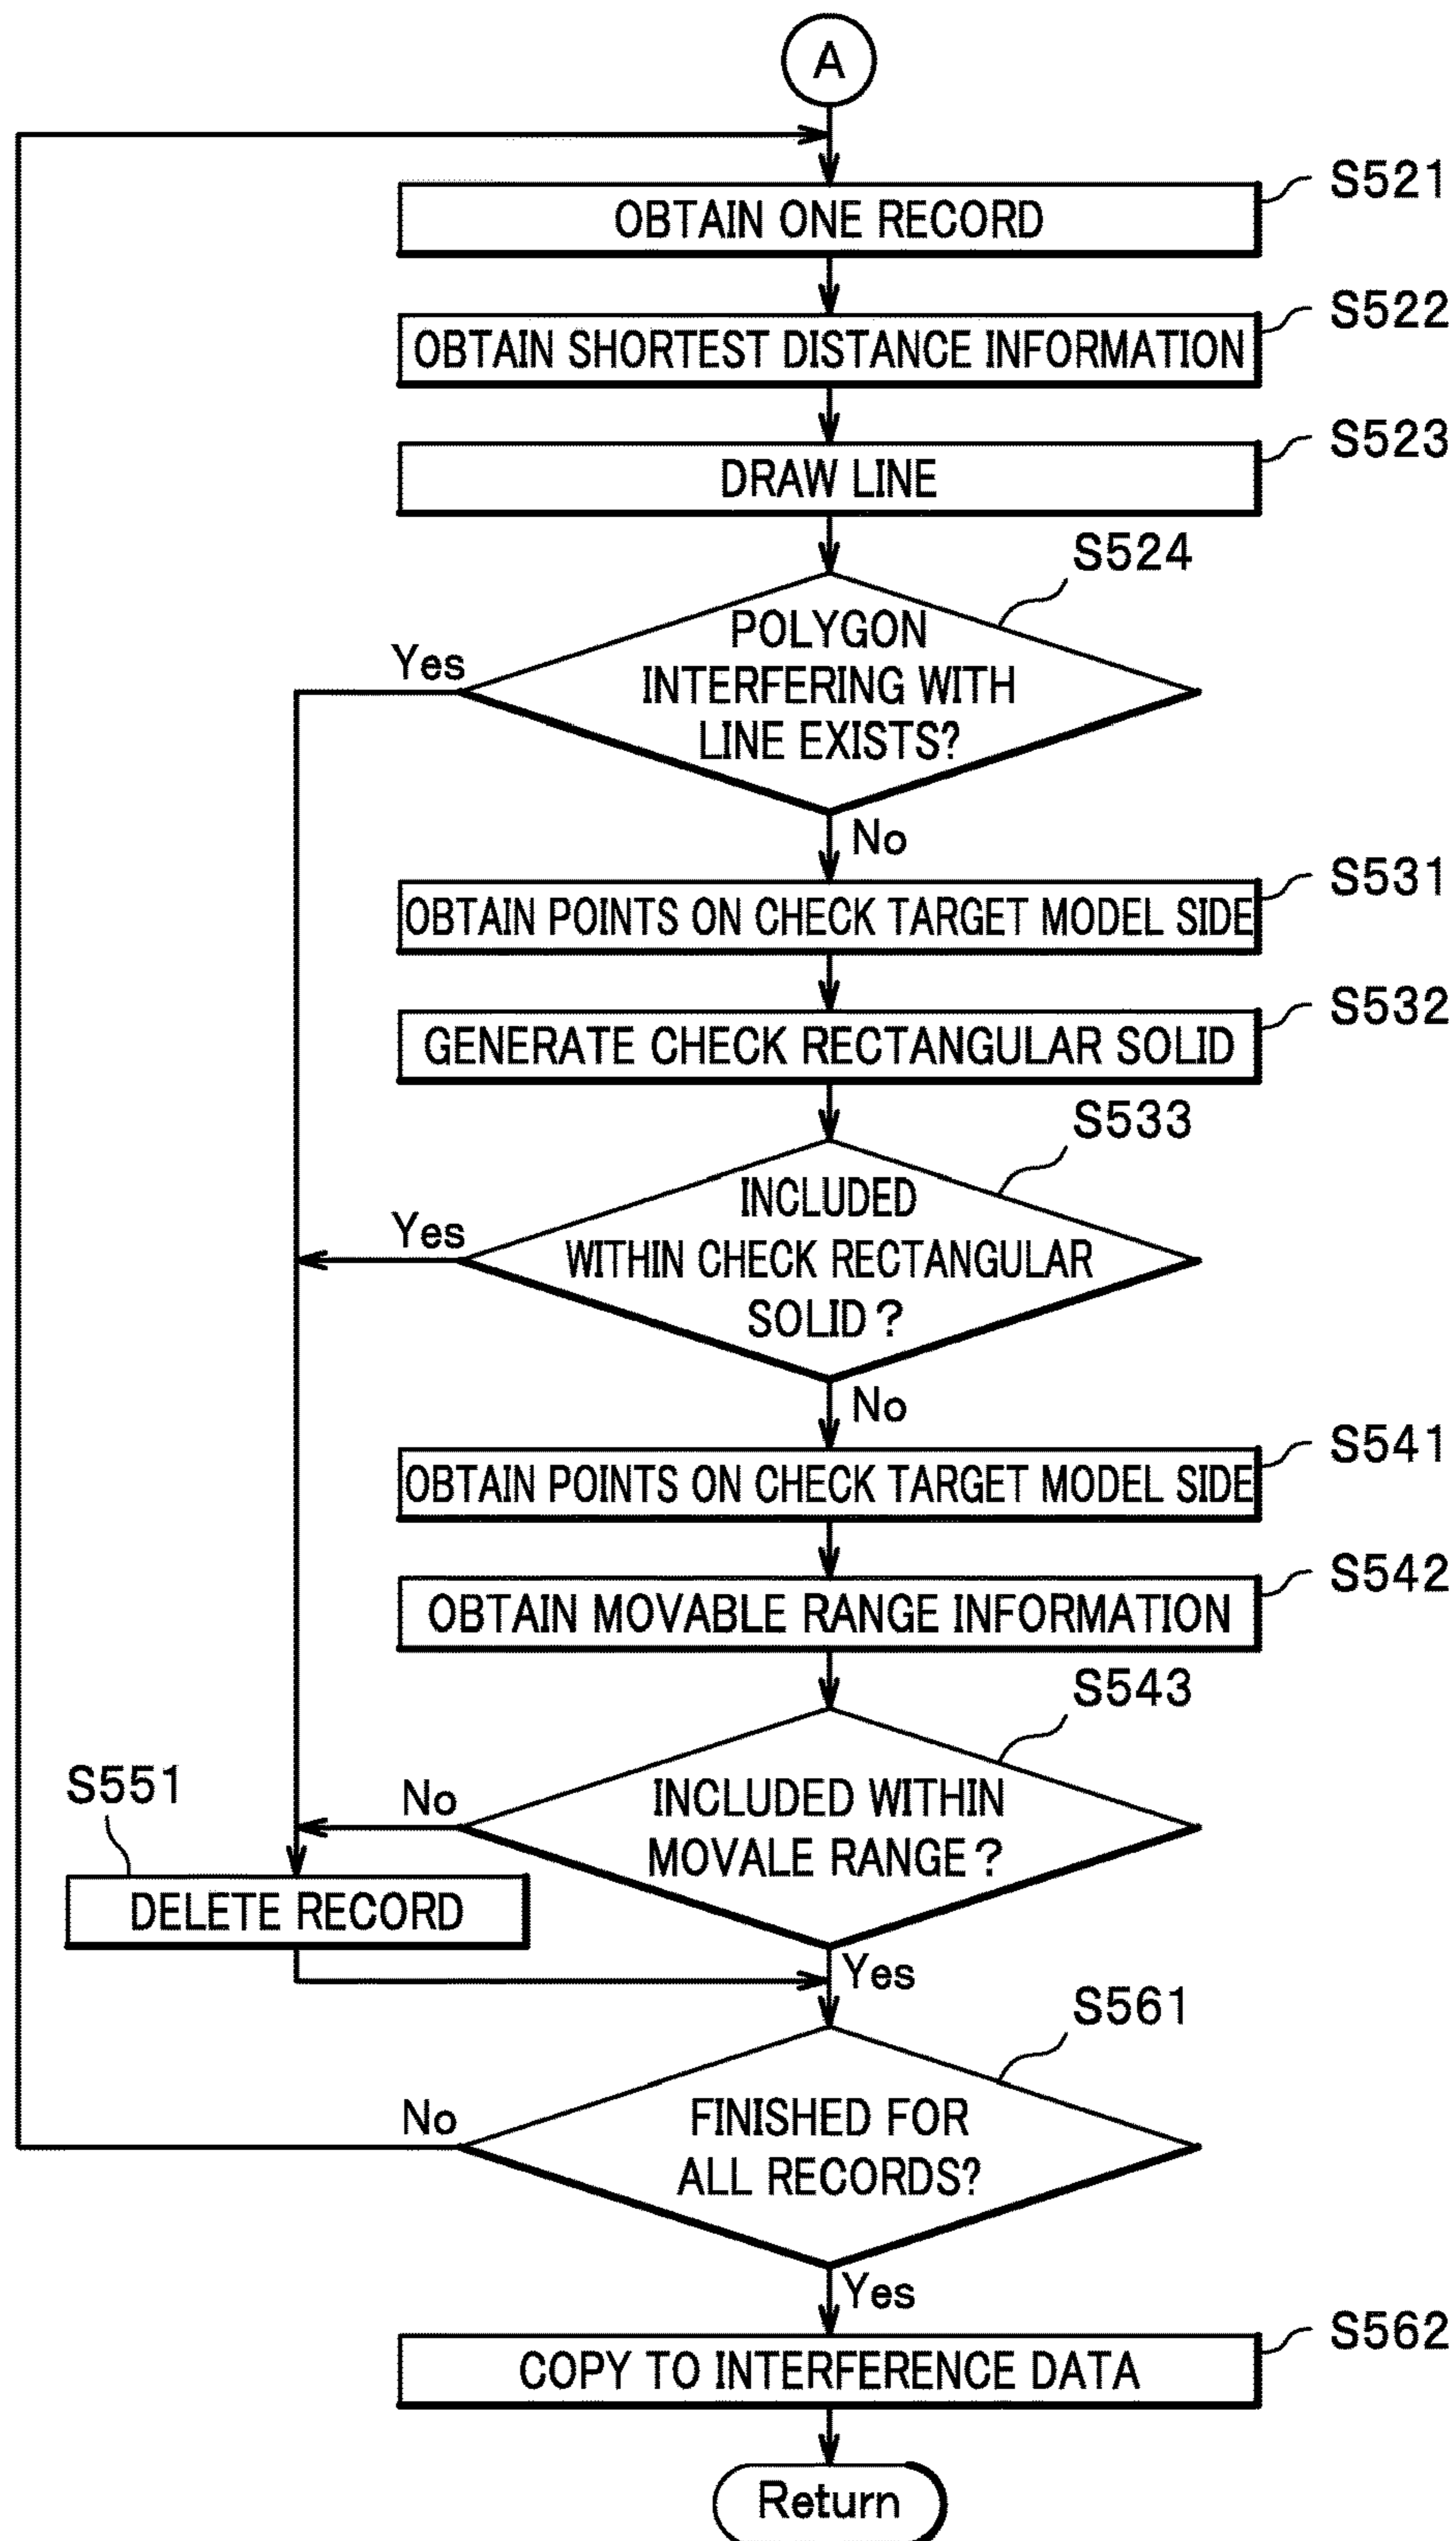 A
S521
OBTAIN ONE RECORD
S522
OBTAIN SHORTEST DISTANCE INFORMATION
S523
DRAW LINE
S524
POLYGON
INTERFERING WITH
LINE EXISTS?
Yes
No
S531
OBTAIN POINTS ON CHECK TARGET MODEL SIDE
S532
GENERATE CHECK RECTANGULAR SOLID
S533
INCLUDED
WITHIN CHECK RECTANGULAR
SOLID?
Yes
No
S541
OBTAIN POINTS ON CHECK TARGET MODEL SIDE
S542
OBTAIN MOVABLE RANGE INFORMATION
S543
INCLUDED WITHIN
MOVALE RANGE?
No
S551
DELETE RECORD
Yes
S561
FINISHED FOR
ALL RECORDS?
No
Yes
S562
COPY TO INTERFERENCE DATA
Return